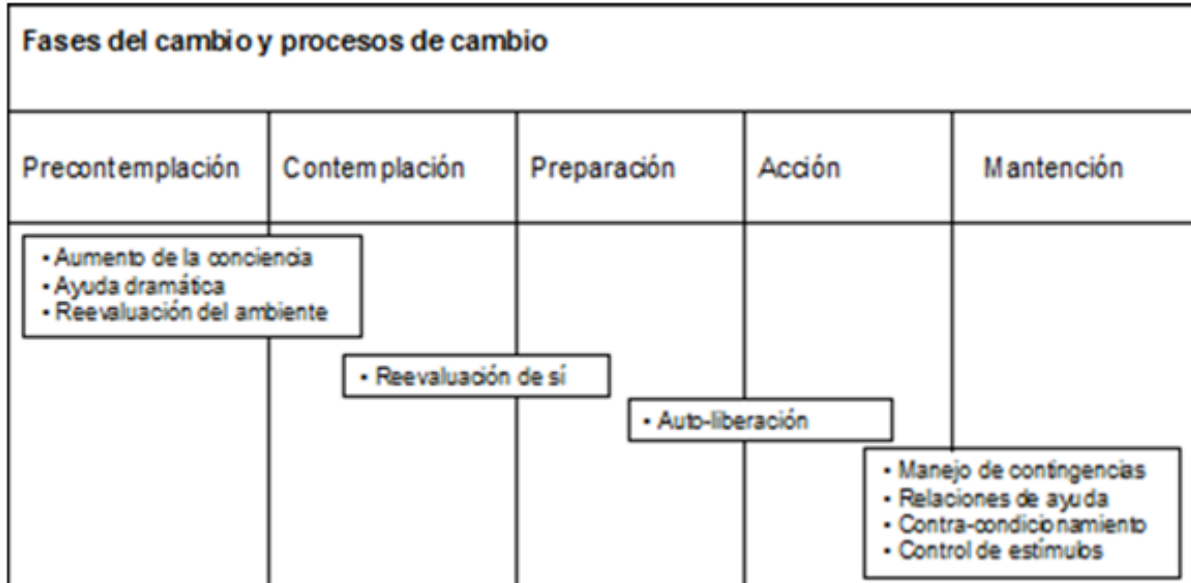 Fases del cambio y procesos de cambio
Precontemplación
Contemplación
Preparación
Acción
Mantención
• Aumento de la conciencia
• Ayuda dramática
• Reevaluación del ambiente
• Reevaluación de sí
• Auto-liberación
• Manejo de contingencias
• Relaciones de ayuda
• Contra-condicionamiento
• Control de estímulos